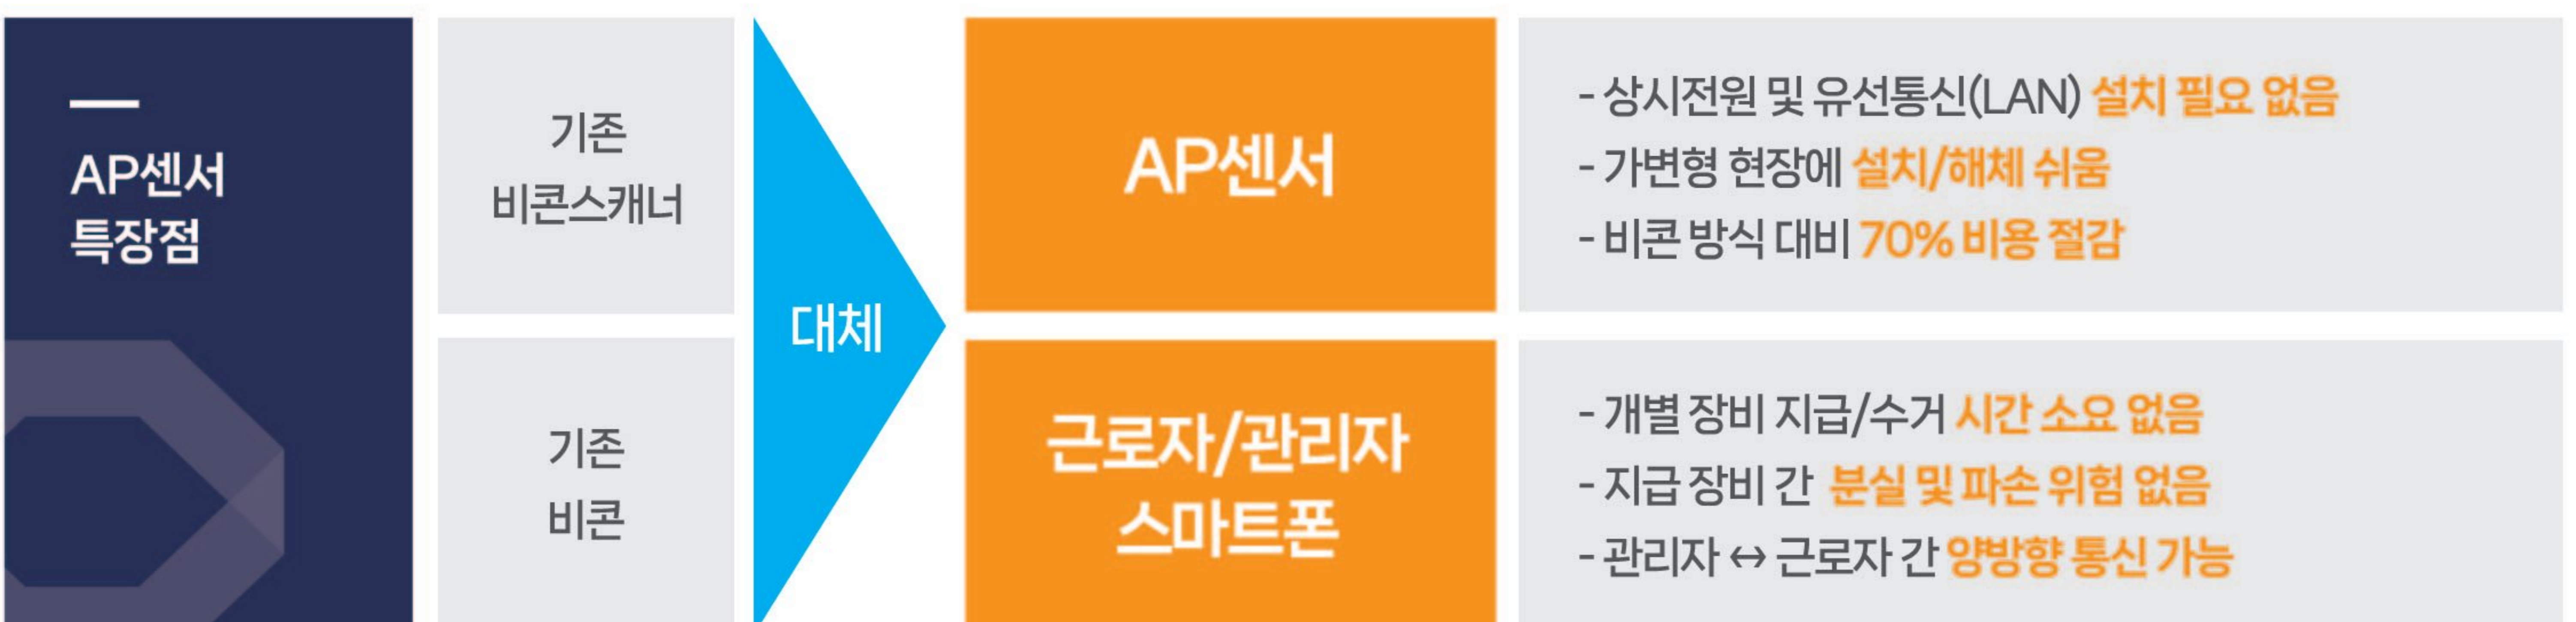 AP센서
특장점
기존
비콘스캐너
기존
비콘
대체
AP센서
- 상시전원 및 유선통신(LAN) 설치 필요 없음
- 가변형 현장에 설치/해체 쉬움
- 비콘 방식 대비 70% 비용 절감
근로자/관리자
스마트폰
- 개별 장비 지급/수거 시간 소요 없음
- 지급 장비 간 분실 및 파손 위험 없음
- 관리자 ↔ 근로자 간 양방향 통신 가능